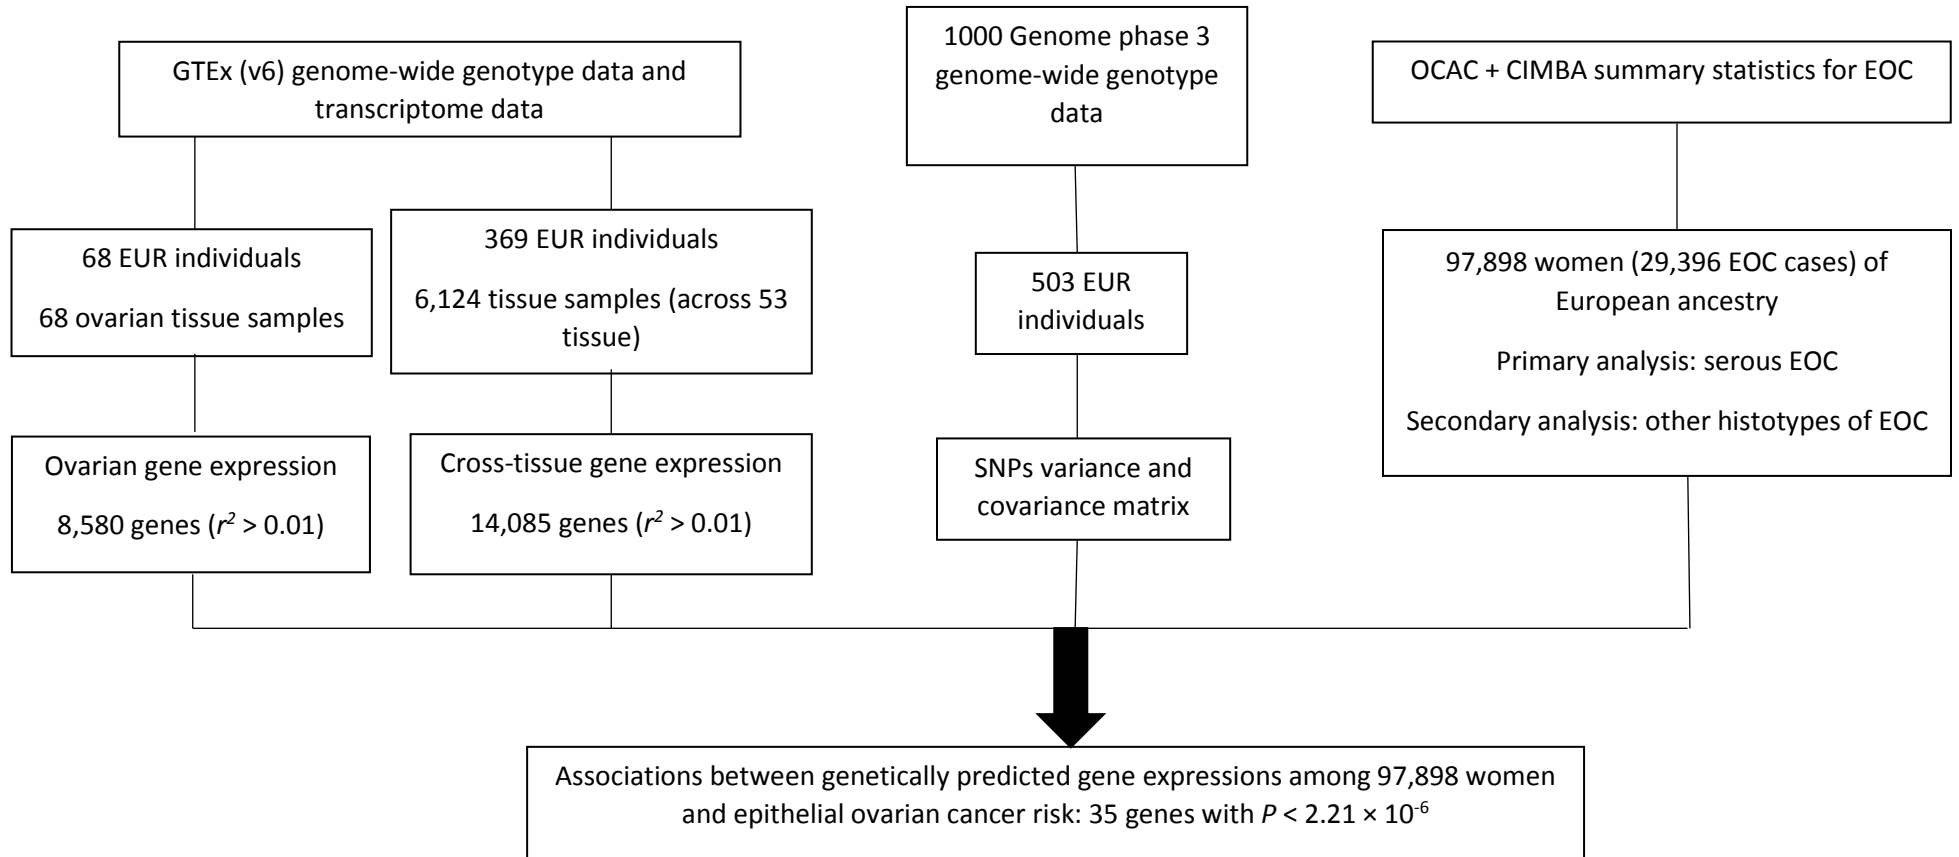 GTEx (v6) genome-wide genotype data and
transcriptome data
1000 Genome phase 3
genome-wide genotype
data
OCAC + CIMBA summary statistics for EOC
68 EUR individuals
68 ovarian tissue samples
369 EUR individuals
6,124 tissue samples (across 53
tissue)
503 EUR
individuals
97,898 women (29,396 EOC cases) of
European ancestry
Primary analysis: serous EOC
Secondary analysis: other histotypes of EOC
Ovarian gene expression
8,580 genes (r² > 0.01)
Cross-tissue gene expression
14,085 genes (r² > 0.01)
SNPs variance and
covariance matrix
Associations between genetically predicted gene expressions among 97,898 women
and epithelial ovarian cancer risk: 35 genes with P < 2.21 × 10⁻⁶